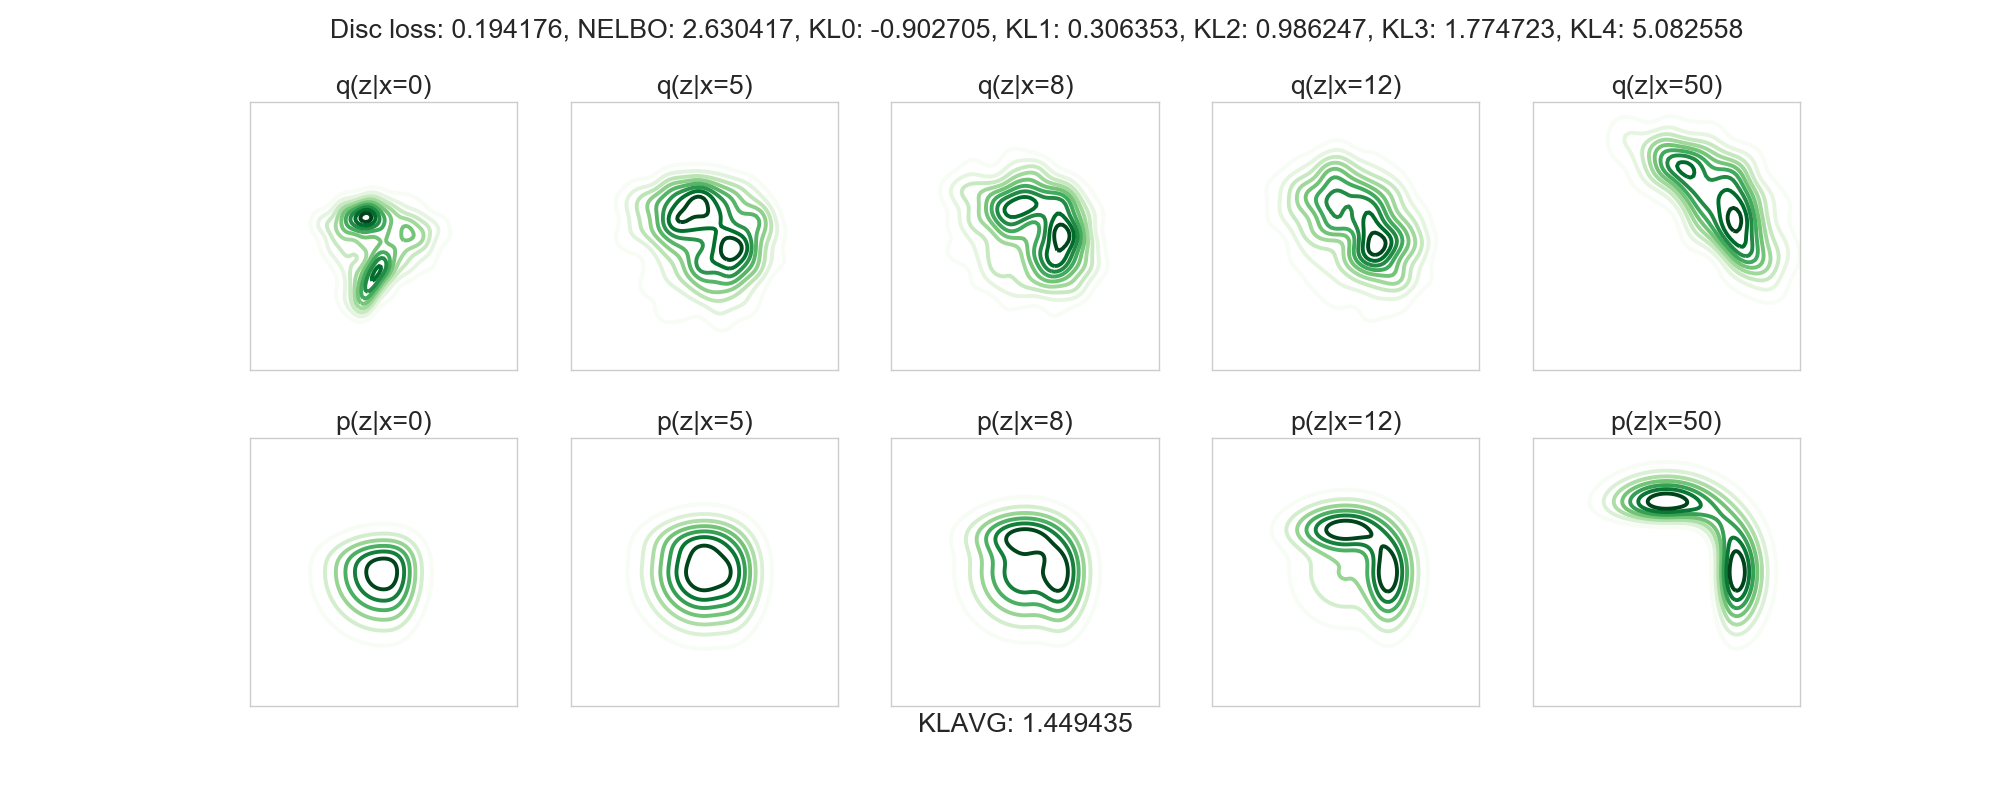 Disc loss: 0.194176, NELBO: 2.630417, KL0: -0.902705, KL1: 0.306353, KL2: 0.986247, KL3: 1.774723, KL4: 5.082558
q(z|x=0) q(z|x=5) q(z|x=8) q(z|x=12) q(z|x=50)
p(z|x=0) p(z|x=5) p(z|x=8) p(z|x=12) p(z|x=50)
KLAVG: 1.449435